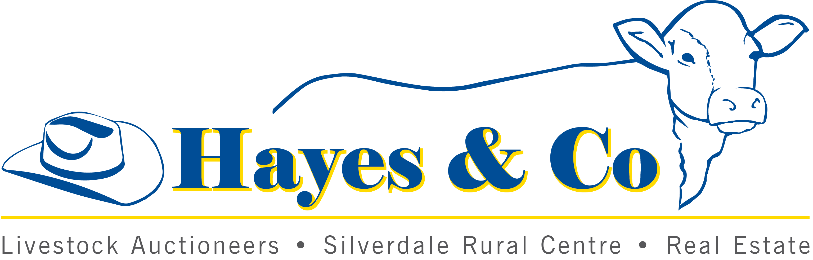 Hayes & Co
Livestock Auctioneers • Silverdale Rural Centre • Real Estate